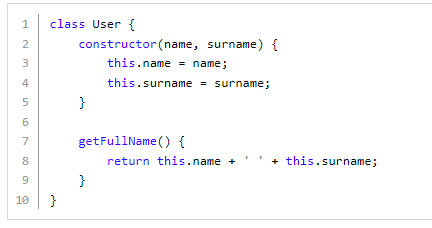 1 class User {
2     constructor(name, surname) {
3         this.name = name;
4         this.surname = surname;
5     }
6
7     getFullName() {
8         return this.name + ' ' + this.surname;
9     }
10 }